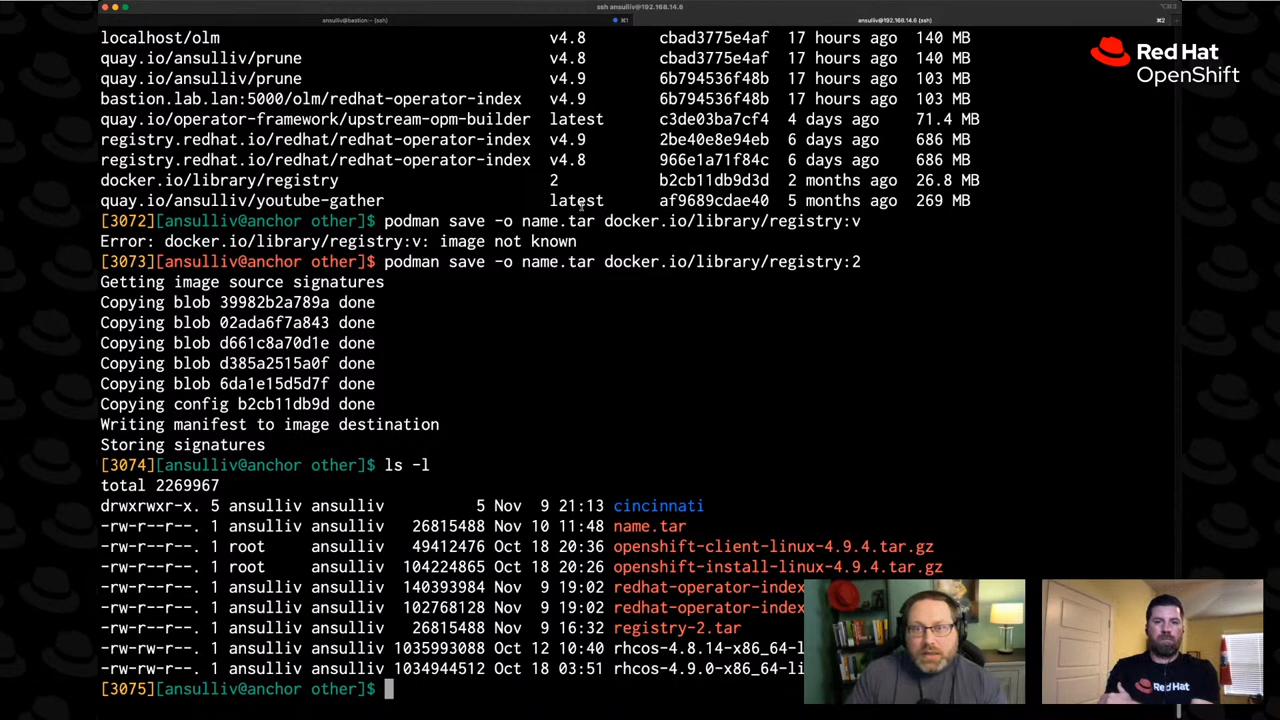 ssh ansulliv@192.168.14.6
ansulliv@bastion:~ (ssh)
⌘1
ansulliv@192.168.14.6 (ssh)
⌘2
Red Hat
OpenShift
localhost/olm v4.8 cbad3775e4af 17 hours ago 140 MB
quay.io/ansulliv/prune v4.8 cbad3775e4af 17 hours ago 140 MB
quay.io/ansulliv/prune v4.9 6b794536f48b 17 hours ago 103 MB
bastion.lab.lan:5000/olm/redhat-operator-index v4.9 6b794536f48b 17 hours ago 103 MB
quay.io/operator-framework/upstream-opm-builder latest c3de03ba7cf4 4 days ago 71.4 MB
registry.redhat.io/redhat/redhat-operator-index v4.9 2be40e8e94eb 6 days ago 686 MB
registry.redhat.io/redhat/redhat-operator-index v4.8 966e1a71f84c 6 days ago 686 MB
docker.io/library/registry 2 b2cb11db9d3d 2 months ago 26.8 MB
quay.io/ansulliv/youtube-gather latest af9689cdae40 5 months ago 269 MB
[3072][ansulliv@anchor other]$ podman save -o name.tar docker.io/library/registry:v
Error: docker.io/library/registry:v: image not known
[3073][ansulliv@anchor other]$ podman save -o name.tar docker.io/library/registry:2
Getting image source signatures
Copying blob 39982b2a789a done
Copying blob 02ada6f7a843 done
Copying blob d661c8a70d1e done
Copying blob d385a2515a0f done
Copying blob 6da1e15d5d7f done
Copying config b2cb11db9d done
Writing manifest to image destination
Storing signatures
[3074][ansulliv@anchor other]$ ls -l
total 2269967
drwxrwxr-x. 5 ansulliv ansulliv 5 Nov 9 21:13 cincinnati
-rw-r--r--. 1 ansulliv ansulliv 26815488 Nov 10 11:48 name.tar
-rw-r--r--. 1 root ansulliv 49412476 Oct 18 20:36 openshift-client-linux-4.9.4.tar.gz
-rw-r--r--. 1 root ansulliv 104224865 Oct 18 20:26 openshift-install-linux-4.9.4.tar.gz
-rw-r--r--. 1 ansulliv ansulliv 140393984 Nov 9 19:02 redhat-operator-index
-rw-r--r--. 1 ansulliv ansulliv 102768128 Nov 9 19:02 redhat-operator-index
-rw-r--r--. 1 ansulliv ansulliv 26815488 Nov 9 16:32 registry-2.tar
-rw-rw-r--. 1 ansulliv ansulliv 1035993088 Oct 12 10:40 rhcos-4.8.14-x86_64-l
-rw-rw-r--. 1 ansulliv ansulliv 1034944512 Oct 18 03:51 rhcos-4.9.0-x86_64-li
[3075][ansulliv@anchor other]$
Red Hat